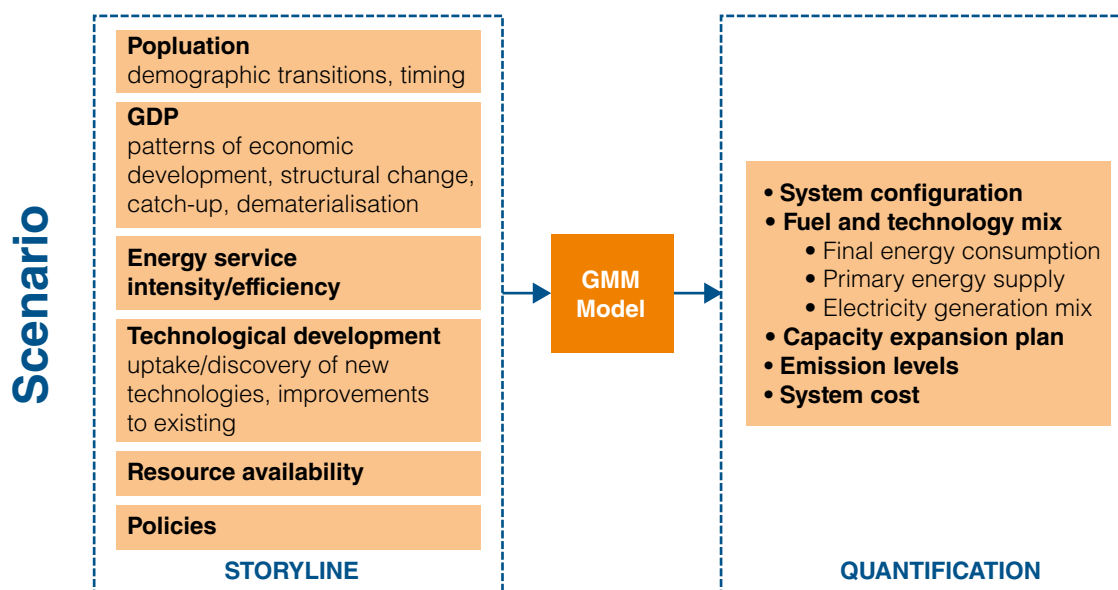 Scenario
Popluation
demographic transitions, timing
GDP
patterns of economic
development, structural change,
catch-up, dematerialisation
Energy service
intensity/efficiency
Technological development
uptake/discovery of new
technologies, improvements
to existing
Resource availability
Policies
STORYLINE
GMM
Model
• System configuration
• Fuel and technology mix
• Final energy consumption
• Primary energy supply
• Electricity generation mix
• Capacity expansion plan
• Emission levels
• System cost
QUANTIFICATION